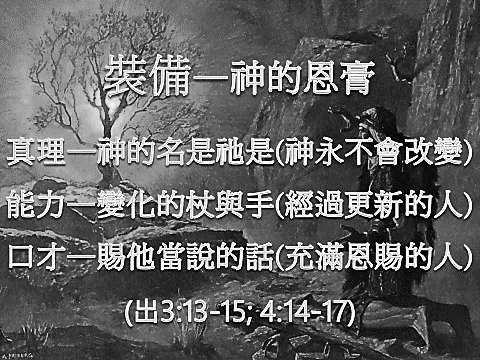 裝備—神的恩膏
真理—神的名是祂是(神永不會改變)
能力—變化的杖與手(經過更新的人)
口才—賜他當說的話(充滿恩賜的人)
(出3:13-15; 4:14-17)